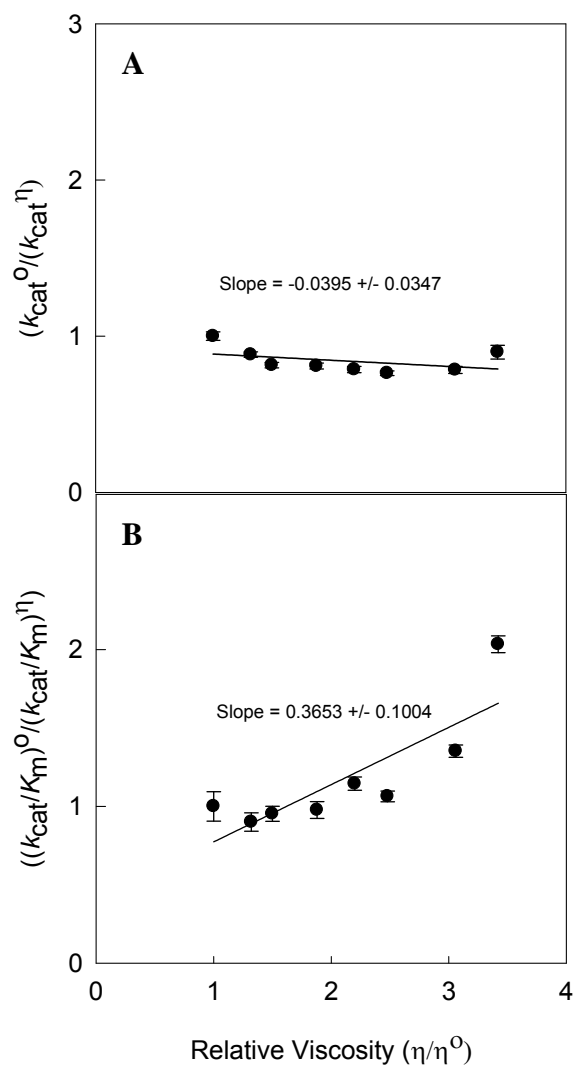 3
A
2
(kcatᴼ/(kcat^η)
Slope = -0.0395 +/- 0.0347
1
0
B
2
((kcat/Km)ᴼ/(kcat/Km)^η)
Slope = 0.3653 +/- 0.1004
1
0
0 1 2 3 4
Relative Viscosity (η/ηᴼ)